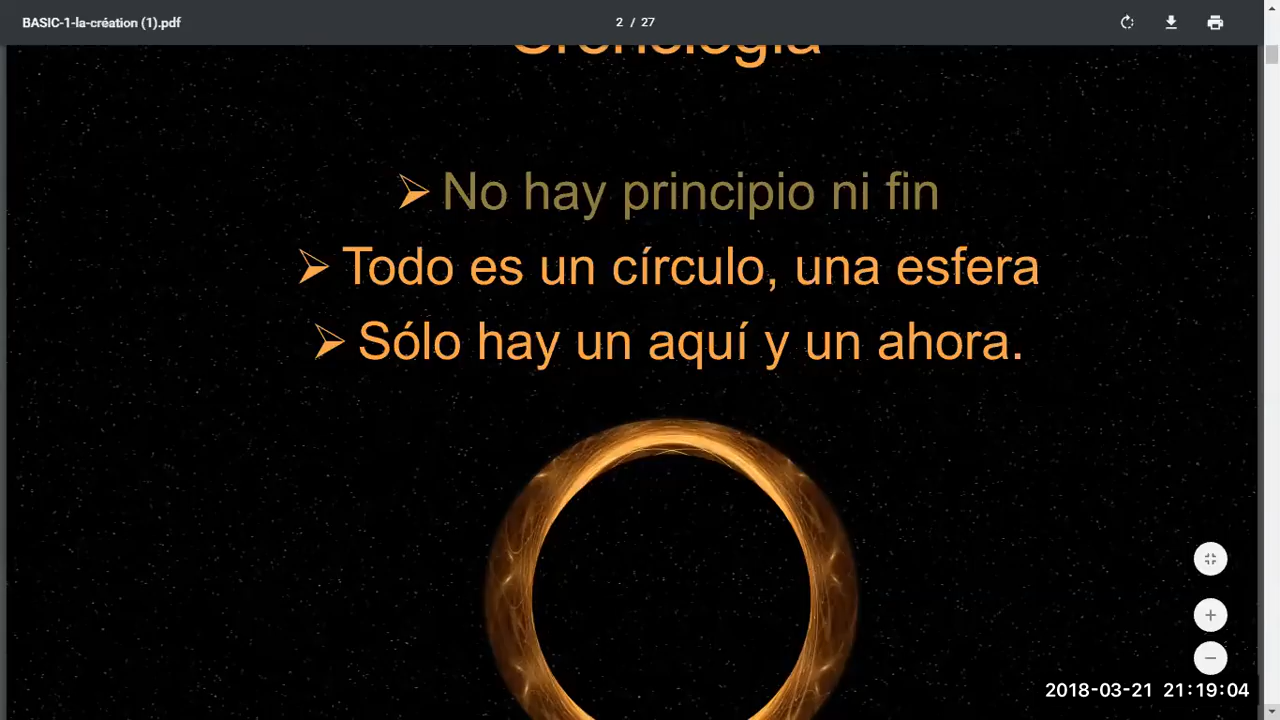 BASIC-1-la-création (1).pdf
2 / 27
Cronología
➢ No hay principio ni fin
➢ Todo es un círculo, una esfera
➢ Sólo hay un aquí y un ahora.
2018-03-21 21:19:04